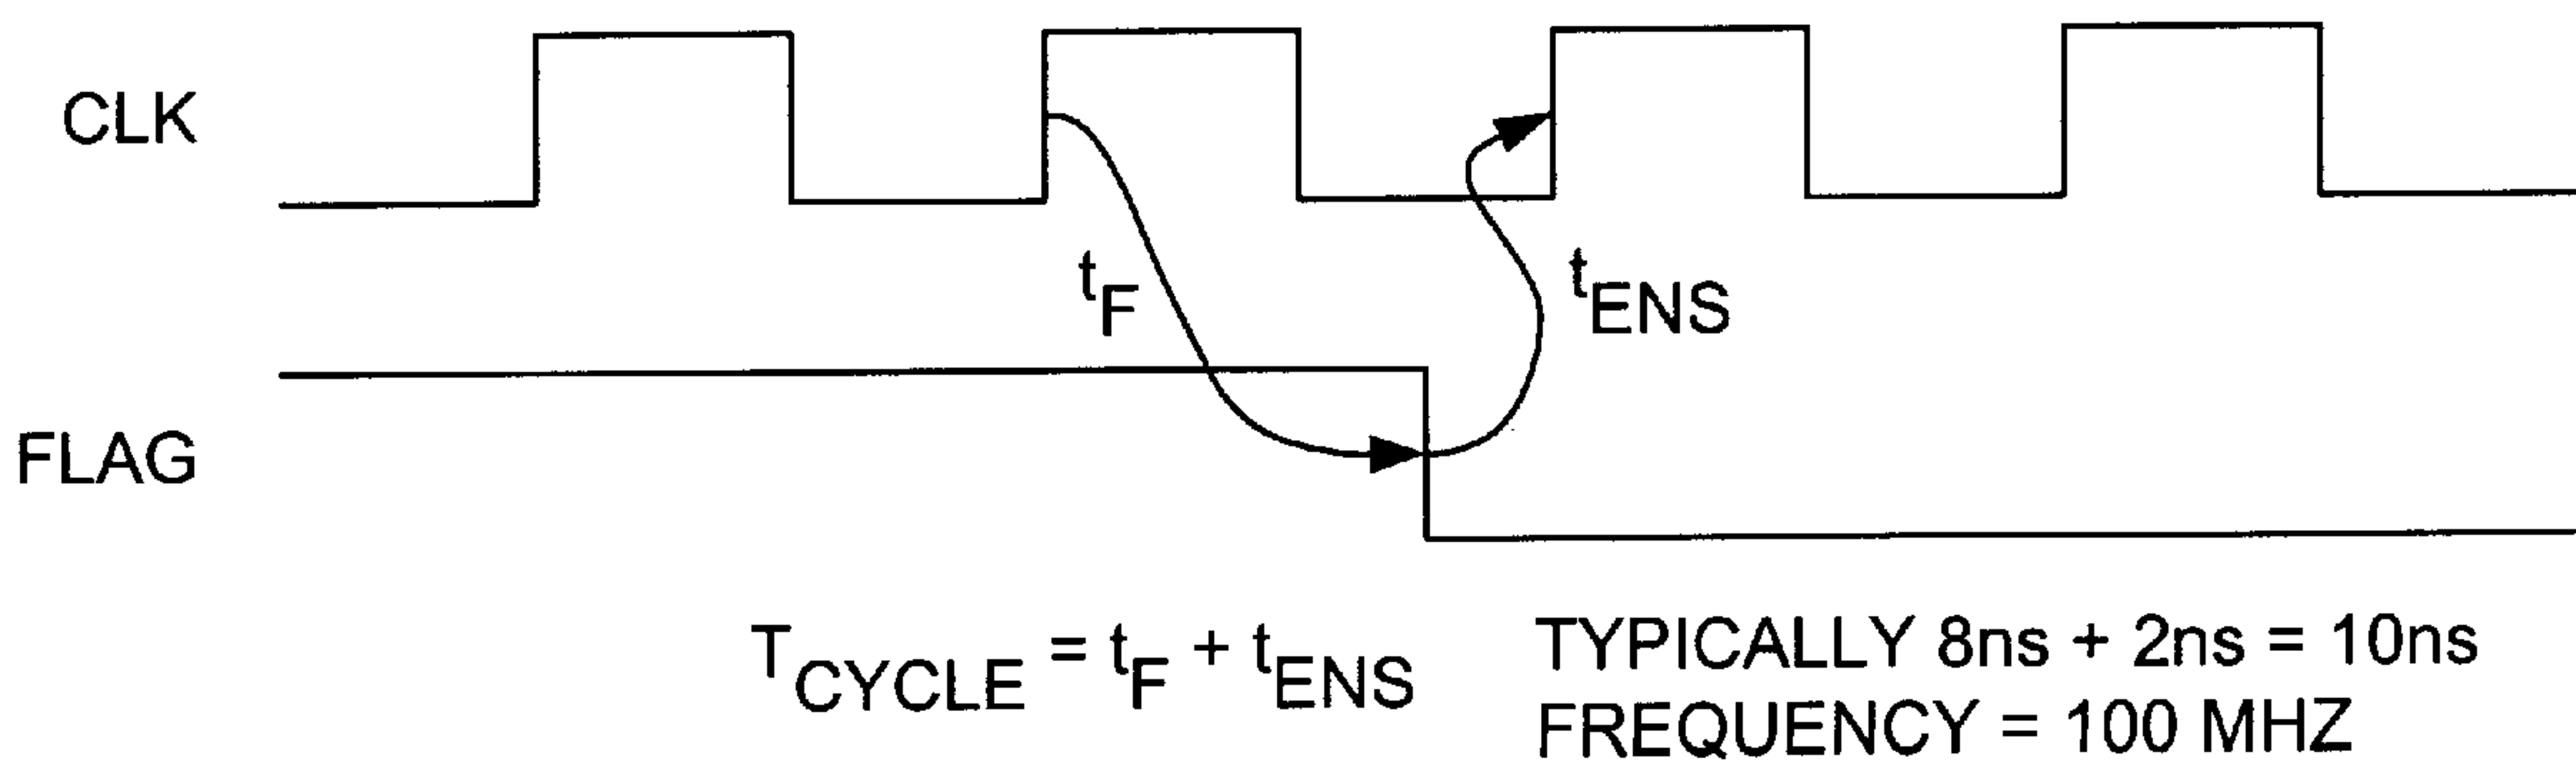 CLK
tF
tENS
FLAG
TCYCLE = tF + tENS
TYPICALLY 8ns + 2ns = 10ns
FREQUENCY = 100 MHZ